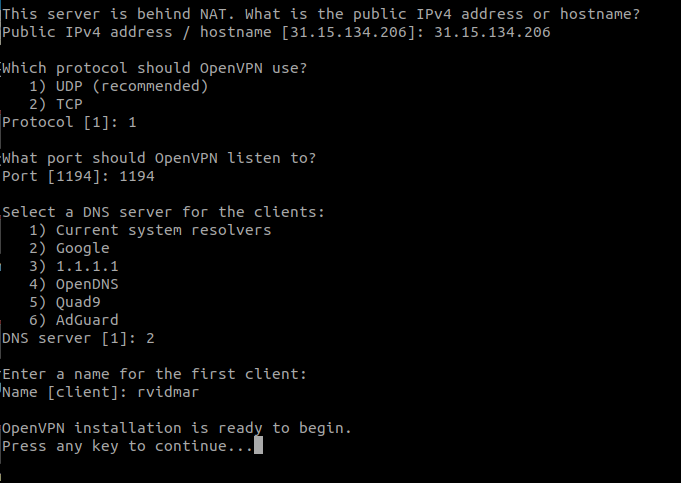 This server is behind NAT. What is the public IPv4 address or hostname?
Public IPv4 address / hostname [31.15.134.206]: 31.15.134.206
Which protocol should OpenVPN use?
1) UDP (recommended)
2) TCP
Protocol [1]: 1
What port should OpenVPN listen to?
Port [1194]: 1194
Select a DNS server for the clients:
1) Current system resolvers
2) Google
3) 1.1.1.1
4) OpenDNS
5) Quad9
6) AdGuard
DNS server [1]: 2
Enter a name for the first client:
Name [client]: rvidmar
OpenVPN installation is ready to begin.
Press any key to continue...